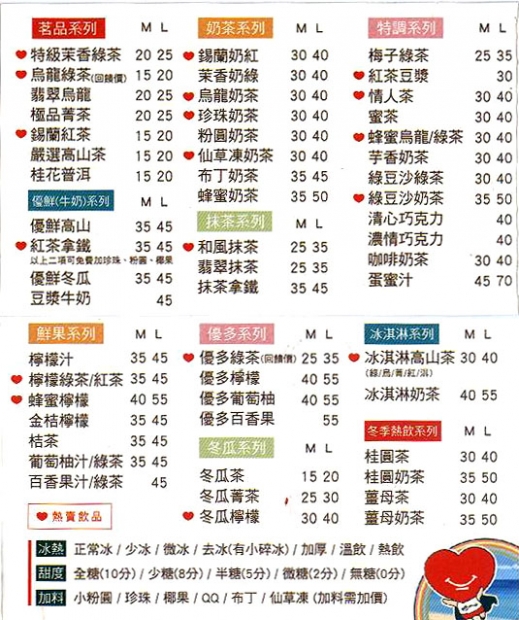 茗品系列 M L
特級茉香綠茶 20 25
烏龍綠茶(回饋價) 15 20
翡翠烏龍 20 25
極品菁茶 20 25
錫蘭紅茶 15 20
嚴選高山茶 15 20
桂花普洱 15 20
優鮮(牛奶)系列 M L
優鮮高山 35 45
紅茶拿鐵 35 45
以上二項可免費加珍珠、粉圓、椰果
優鮮冬瓜 35 45
豆漿牛奶 45
奶茶系列 M L
錫蘭奶紅 30 40
茉香奶綠 30 40
烏龍奶茶 30 40
珍珠奶茶 30 40
粉圓奶茶 30 40
仙草凍奶茶 30 40
布丁奶茶 35 45
蜂蜜奶茶 35 50
抹茶系列 M L
和風抹茶 25 35
翡翠抹茶 25 35
抹茶拿鐵 35 45
特調系列 M L
梅子綠茶 25 35
紅茶豆漿 30
情人茶 30 40
蜜茶 30 40
蜂蜜烏龍/綠茶 30 40
芋香奶茶 30 40
綠豆沙綠茶 30 40
綠豆沙奶茶 35 50
清心巧克力 40
濃情巧克力 40
咖啡奶茶 30 40
蛋蜜汁 45 70
鮮果系列 M L
檸檬汁 35 45
檸檬綠茶/紅茶 35 45
蜂蜜檸檬 40 55
金桔檸檬 35 45
桔茶 35 45
葡萄柚汁/綠茶 35 45
百香果汁/綠茶 45
熱賣飲品
優多系列 M L
優多綠茶(回饋價) 25 35
優多檸檬 40 55
優多葡萄柚 40 55
優多百香果 55
冬瓜系列 M L
冬瓜茶 15 20
冬瓜菁茶 25 30
冬瓜檸檬 30 40
冰淇淋系列 M L
冰淇淋高山茶 30 40
(綠/烏/菁/紅/淇)
冰淇淋奶茶 40 55
冬季熱飲系列 M L
桂圓茶 30 40
桂圓奶茶 35 50
薑母茶 30 40
薑母奶茶 35 50
冰熱 正常冰 / 少冰 / 微冰 / 去冰(有小碎冰) / 加厚 / 溫飲 / 熱飲
甜度 全糖(10分) / 少糖(8分) / 半糖(5分) / 微糖(2分) / 無糖(0分)
加料 小粉圓 / 珍珠 / 椰果 / QQ / 布丁 / 仙草凍 (加料需加價)